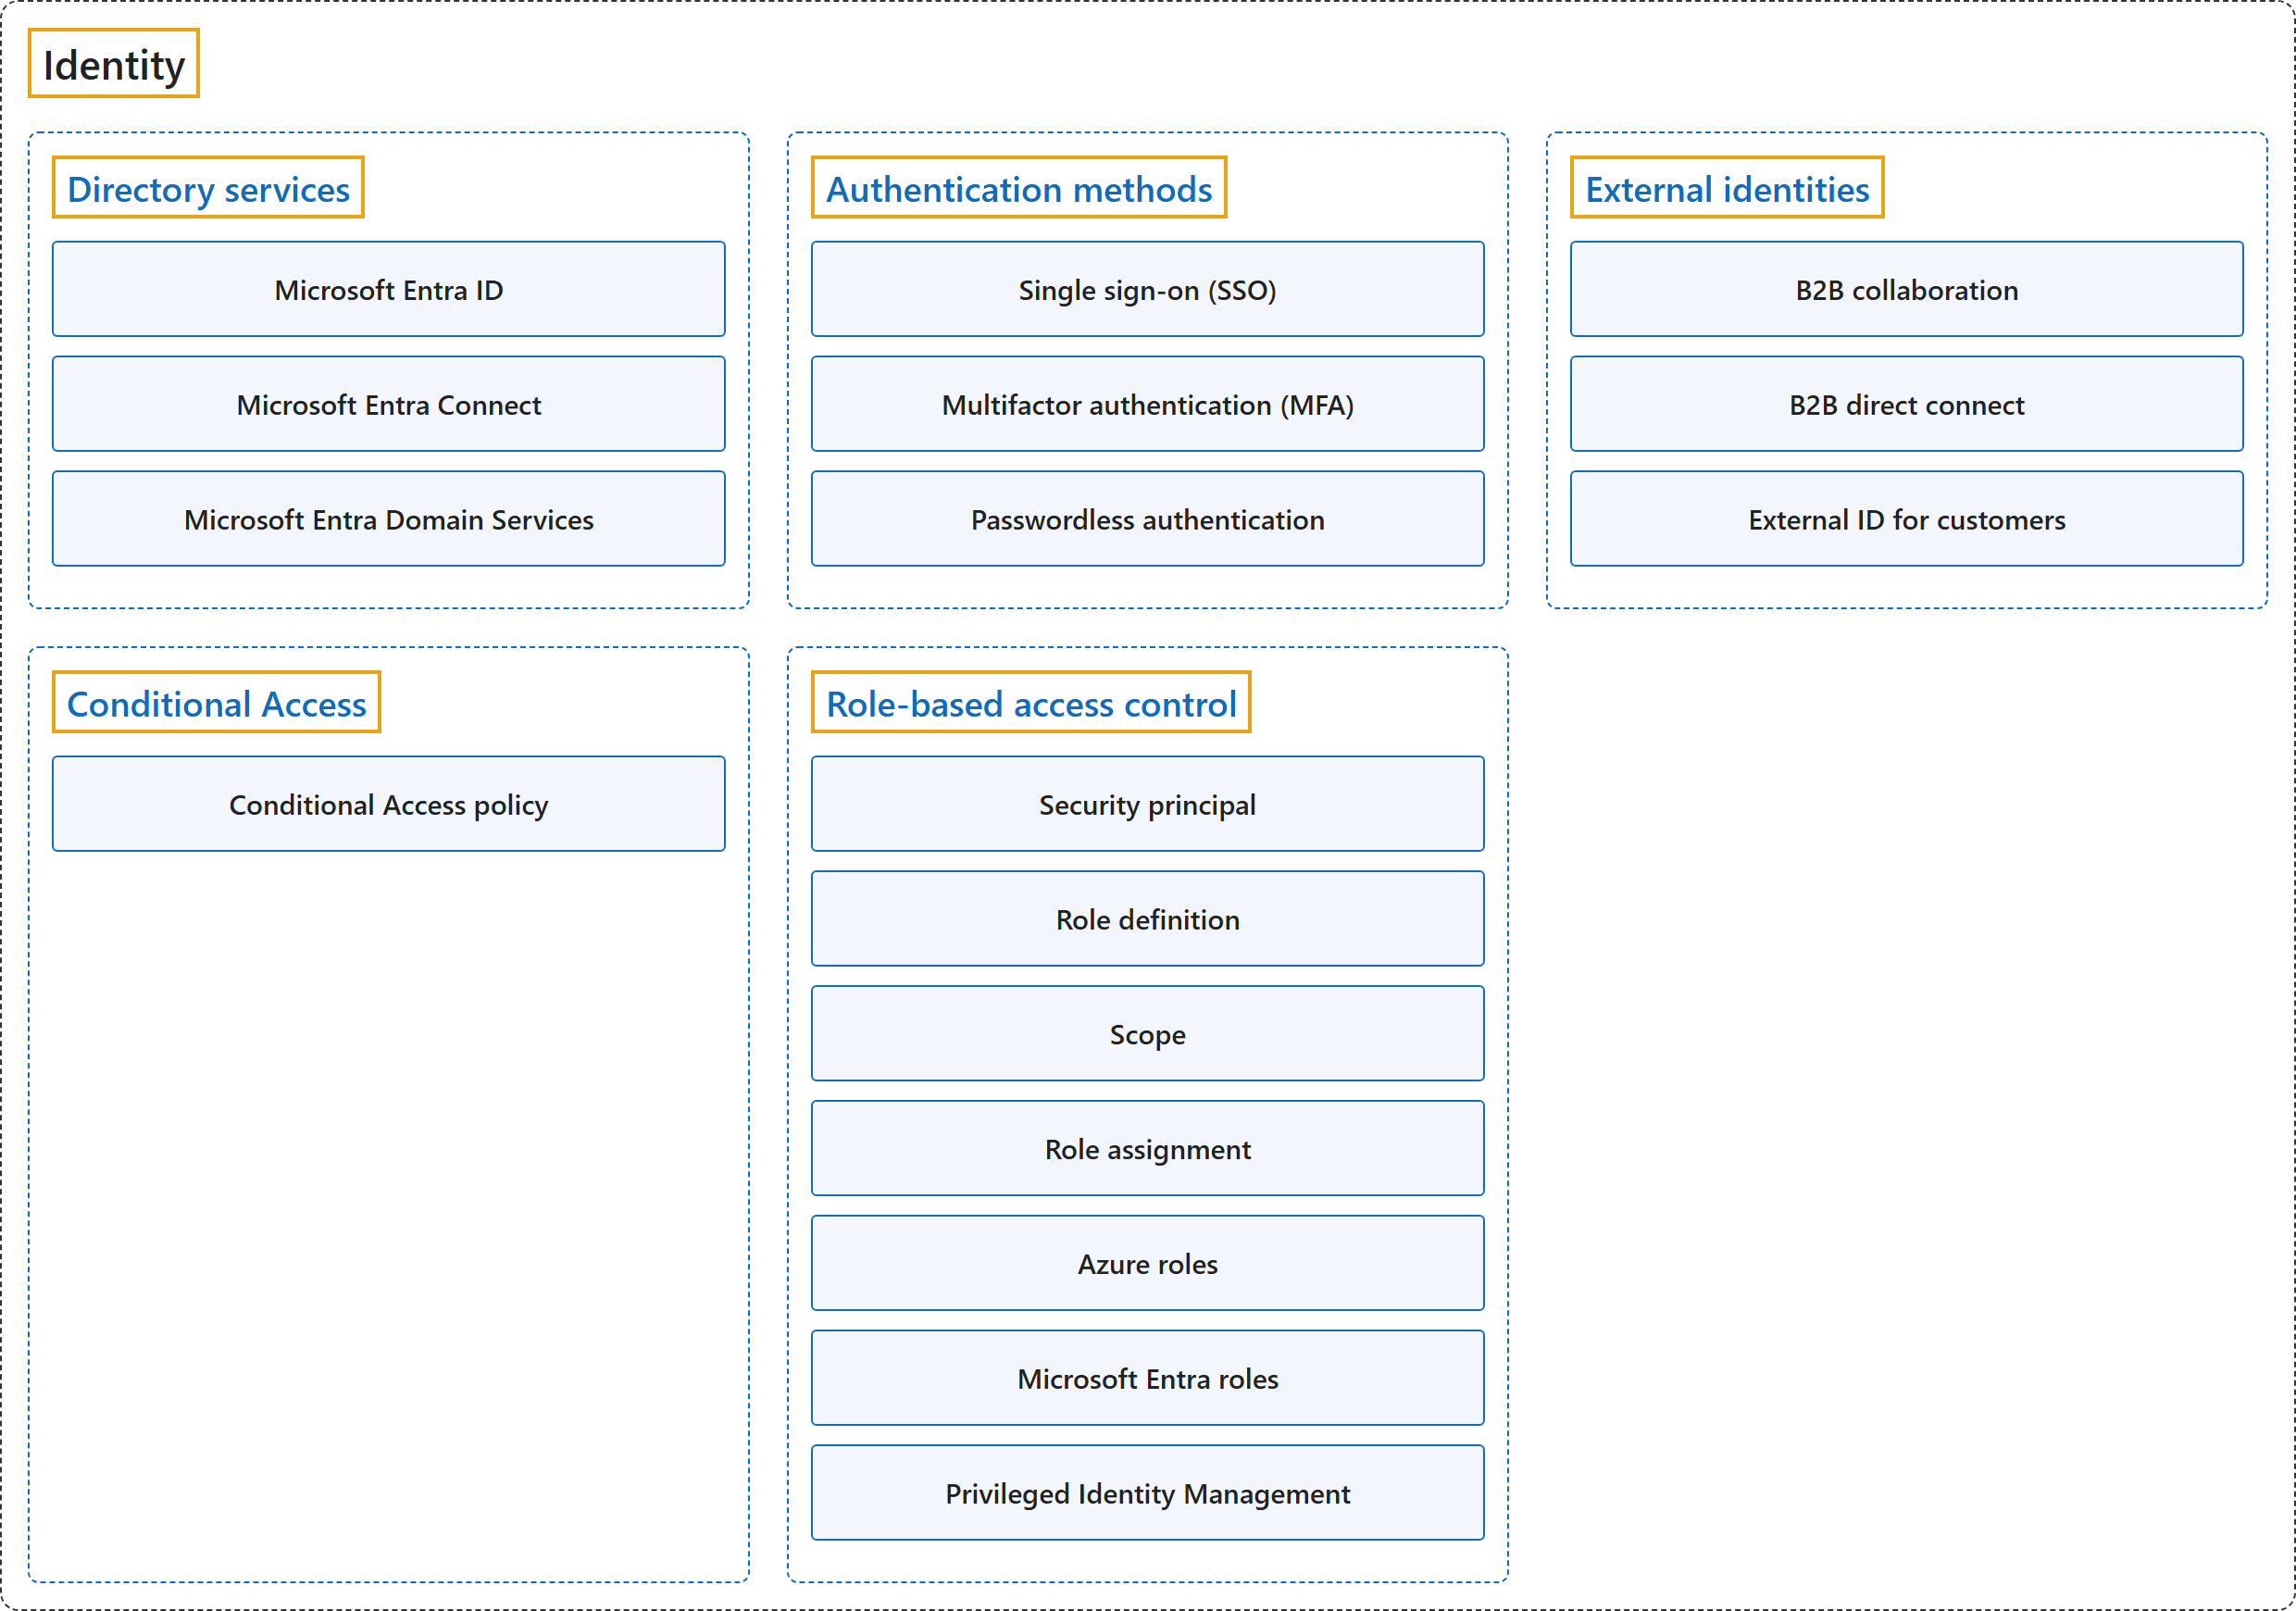 Identity
Directory services
Microsoft Entra ID
Microsoft Entra Connect
Microsoft Entra Domain Services
Authentication methods
Single sign-on (SSO)
Multifactor authentication (MFA)
Passwordless authentication
External identities
B2B collaboration
B2B direct connect
External ID for customers
Conditional Access
Conditional Access policy
Role-based access control
Security principal
Role definition
Scope
Role assignment
Azure roles
Microsoft Entra roles
Privileged Identity Management